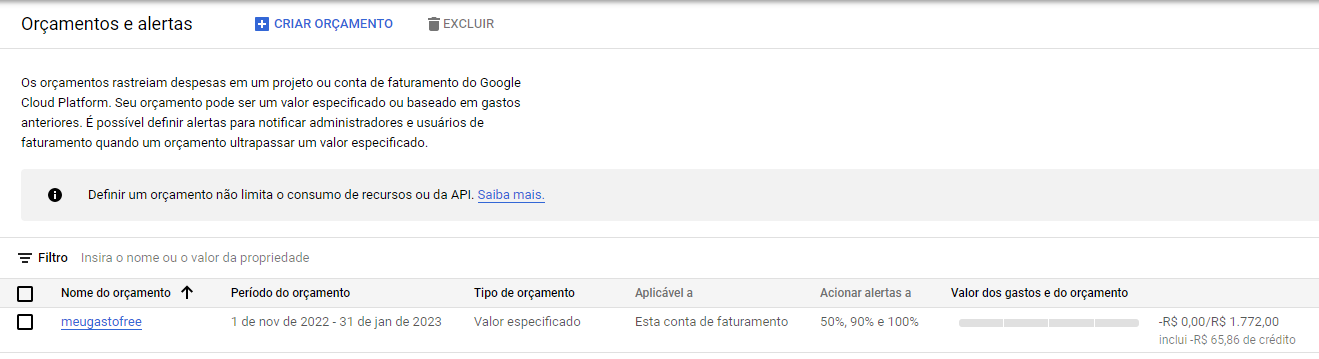 Orçamentos e alertas
CRIAR ORÇAMENTO
EXCLUIR
Os orçamentos rastreiam despesas em um projeto ou conta de faturamento do Google
Cloud Platform. Seu orçamento pode ser um valor especificado ou baseado em gastos
anteriores. É possível definir alertas para notificar administradores e usuários de
faturamento quando um orçamento ultrapassar um valor especificado.
Definir um orçamento não limita o consumo de recursos ou da API. Saiba mais.
Filtro Insira o nome ou o valor da propriedade
Nome do orçamento Período do orçamento Tipo de orçamento Aplicável a Acionar alertas a Valor dos gastos e do orçamento
meugastofree 1 de nov de 2022 - 31 de jan de 2023 Valor especificado Esta conta de faturamento 50%, 90% e 100% -R$ 0,00/R$ 1.772,00
inclui -R$ 65,86 de crédito